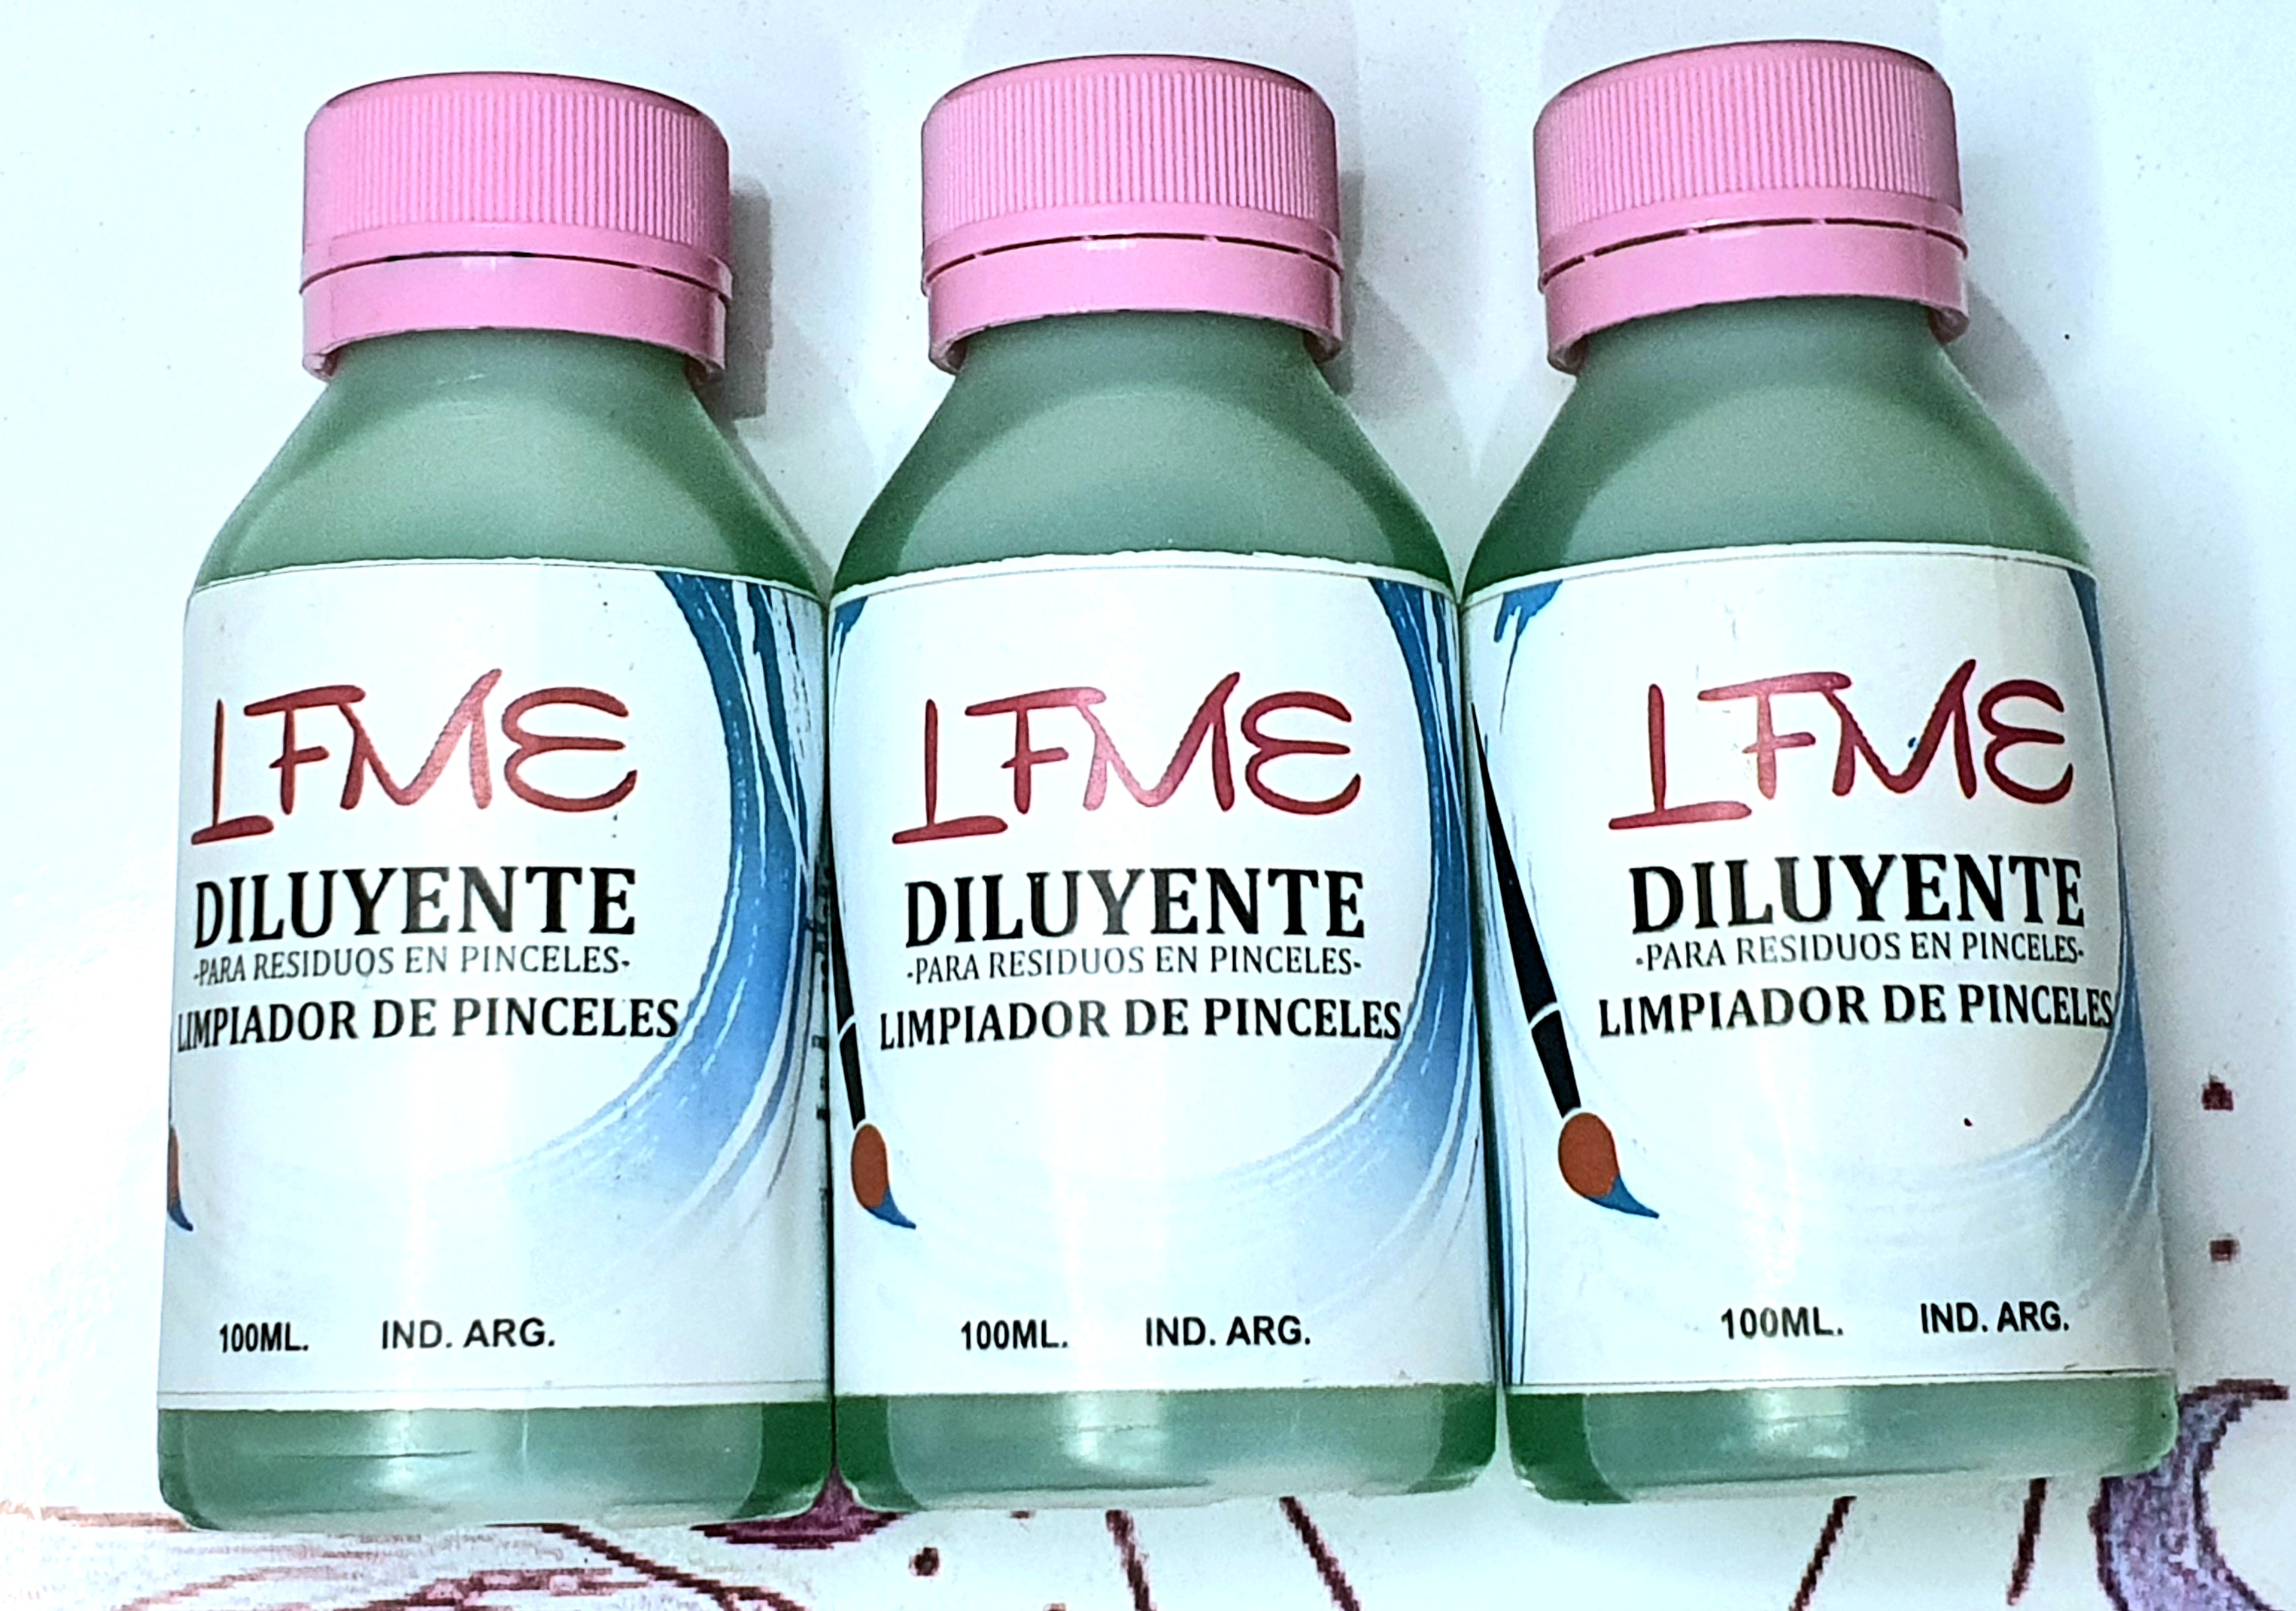 LFME
DILUYENTE
-PARA RESIDUOS EN PINCELES-
LIMPIADOR DE PINCELES
100ML. IND. ARG.
LFME
DILUYENTE
-PARA RESIDUOS EN PINCELES-
LIMPIADOR DE PINCELES
100ML. IND. ARG.
LFME
DILUYENTE
-PARA RESIDUOS EN PINCELES-
LIMPIADOR DE PINCELES
100ML. IND. ARG.